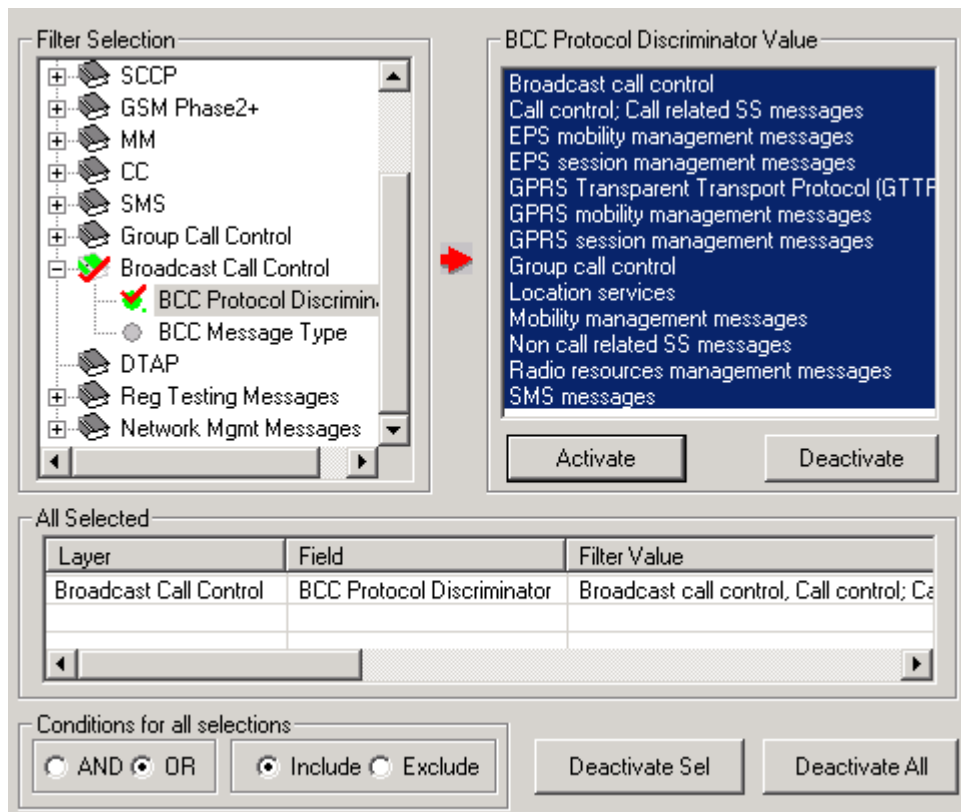 Filter Selection
SCCP
GSM Phase2+
MM
CC
SMS
Group Call Control
Broadcast Call Control
BCC Protocol Discrimin
BCC Message Type
DTAP
Reg Testing Messages
Network Mgmt Messages
BCC Protocol Discriminator Value
Broadcast call control
Call control; Call related SS messages
EPS mobility management messages
EPS session management messages
GPRS Transparent Transport Protocol (GTTP
GPRS mobility management messages
GPRS session management messages
Group call control
Location services
Mobility management messages
Non call related SS messages
Radio resources management messages
SMS messages
Activate Deactivate
All Selected
Layer Field Filter Value
Broadcast Call Control BCC Protocol Discriminator Broadcast call control, Call control; Ca
Conditions for all selections
AND OR Include Exclude Deactivate Sel Deactivate All